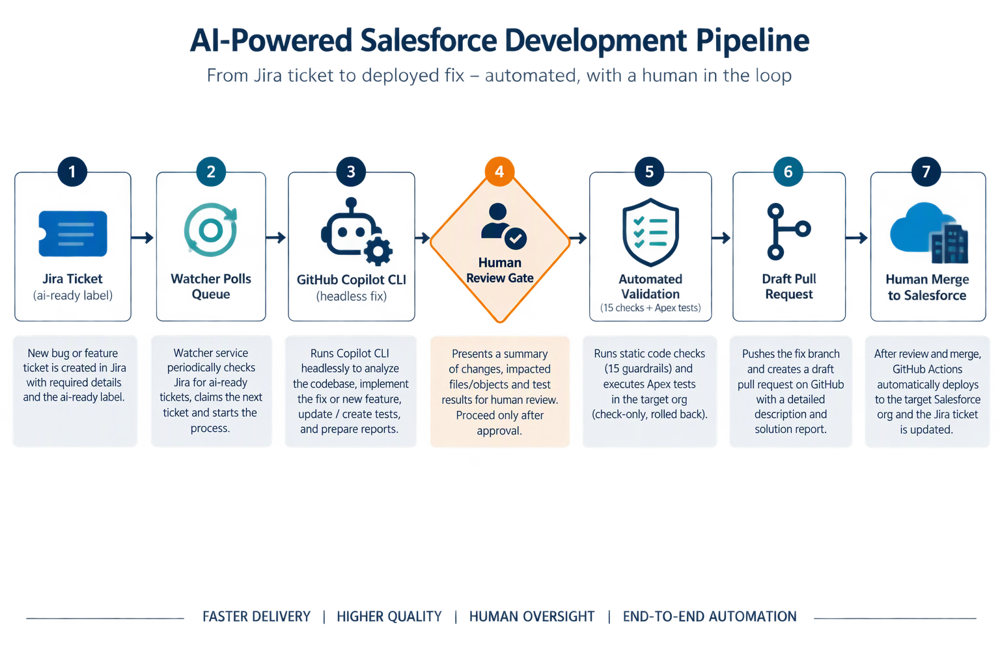 AI-Powered Salesforce Development Pipeline
From Jira ticket to deployed fix – automated, with a human in the loop
1
Jira Ticket
(ai-ready label)
New bug or feature
ticket is created in Jira
with required details
and the ai-ready label.
2
Watcher Polls
Queue
Watcher service
periodically checks
Jira for ai-ready
tickets, claims the next
ticket and starts the
process.
3
GitHub Copilot CLI
(headless fix)
Runs Copilot CLI
headlessly to analyze
the codebase, implement
the fix or new feature,
update / create tests,
and prepare reports.
4
Human
Review Gate
Presents a summary
of changes, impacted
files/objects and test
results for human review.
Proceed only after
approval.
5
Automated
Validation
(15 checks + Apex tests)
Runs static code checks
(15 guardrails) and
executes Apex tests
in the target org
(check-only, rolled back).
6
Draft Pull
Request
Pushes the fix branch
and creates a draft
pull request on GitHub
with a detailed
description and
solution report.
7
Human Merge
to Salesforce
After review and merge,
GitHub Actions
automatically deploys
to the target Salesforce
org and the Jira ticket
is updated.
FASTER DELIVERY | HIGHER QUALITY | HUMAN OVERSIGHT | END-TO-END AUTOMATION